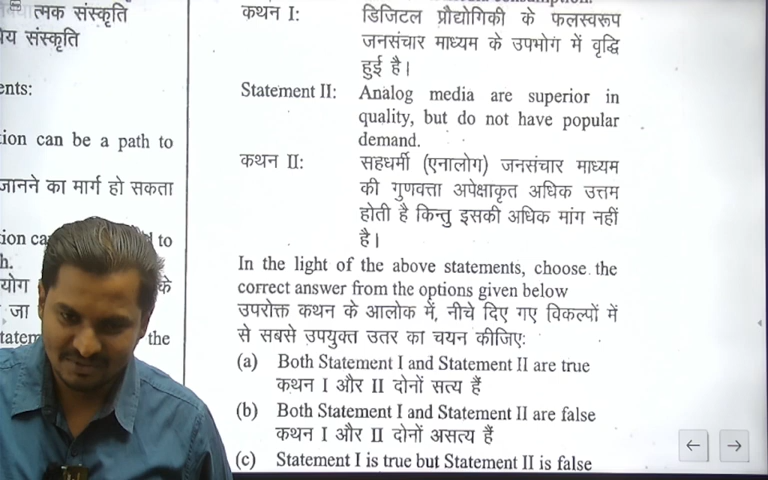 त्मक संस्कृति
य संस्कृति
ents:
ion can be a path to
जानने का मार्ग हो सकता
ion ca to
h.
योग के
जा
tatem the
कथन I: डिजिटल प्रौद्योगिकी के फलस्वरूप
जनसंचार माध्यम के उपभोग में वृद्धि
हुई है।
Statement II: Analog media are superior in
quality, but do not have popular
demand.
कथन II: सहधर्मी (एनालोग) जनसंचार माध्यम
की गुणवत्ता अपेक्षाकृत अधिक उत्तम
होती है किन्तु इसकी अधिक मांग नहीं
है।
In the light of the above statements, choose the
correct answer from the options given below
उपरोक्त कथन के आलोक में, नीचे दिए गए विकल्पों में
से सबसे उपयुक्त उतर का चयन कीजिए:
(a) Both Statement I and Statement II are true
कथन I और II दोनों सत्य हैं
(b) Both Statement I and Statement II are false
कथन I और II दोनों असत्य हैं
(c) Statement I is true but Statement II is false